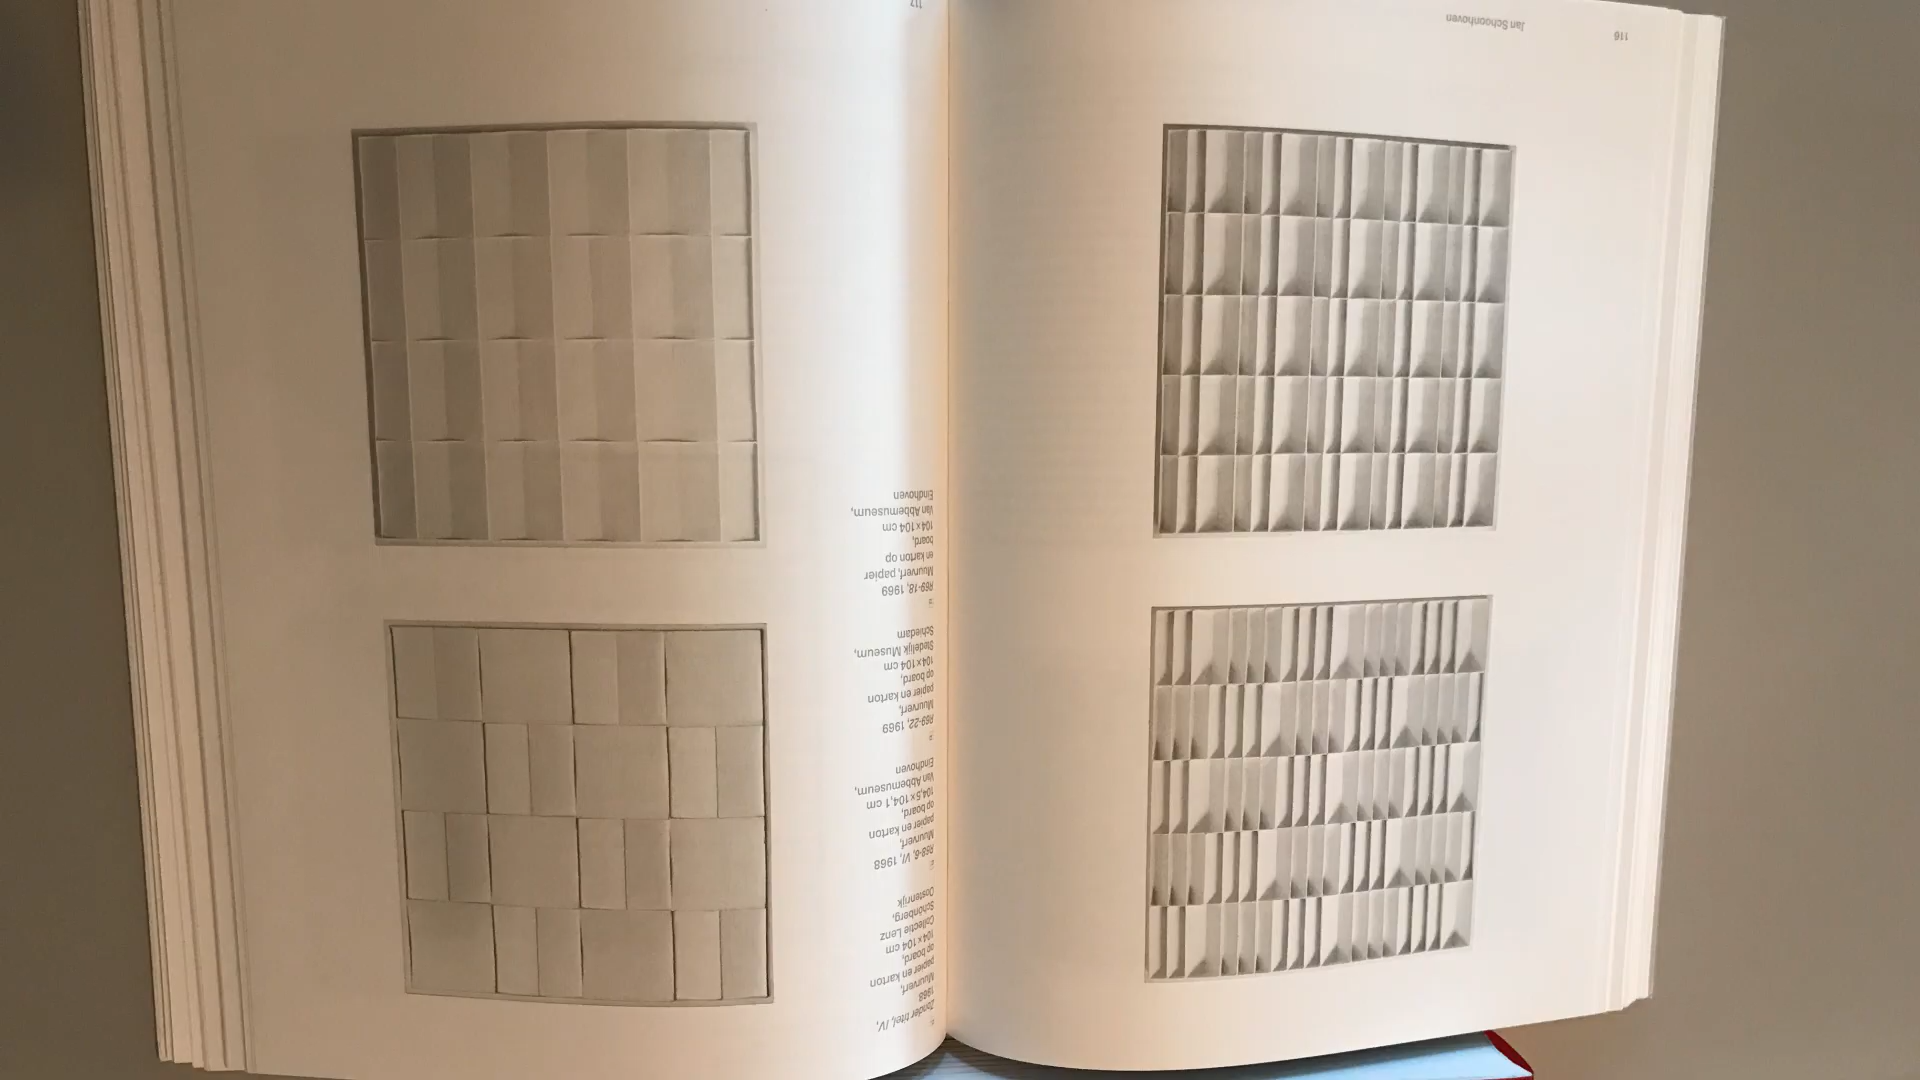 Zonder titel, IV,
1968
Muurverf,
papier en karton
op board,
104 × 104 cm
Collectie Lenz
Schönberg,
Oostenrijk
R68-6, VI, 1968
Muurverf,
papier en karton
op board,
104,5 × 104,1 cm
Van Abbemuseum,
Eindhoven
R69-22, 1969
Muurverf,
papier en karton
op board,
104 × 104 cm
Stedelijk Museum,
Schiedam
R69-18, 1969
Muurverf, papier
en karton op
board,
104 × 104 cm
Van Abbemuseum,
Eindhoven
116
Jan Schoonhoven
117